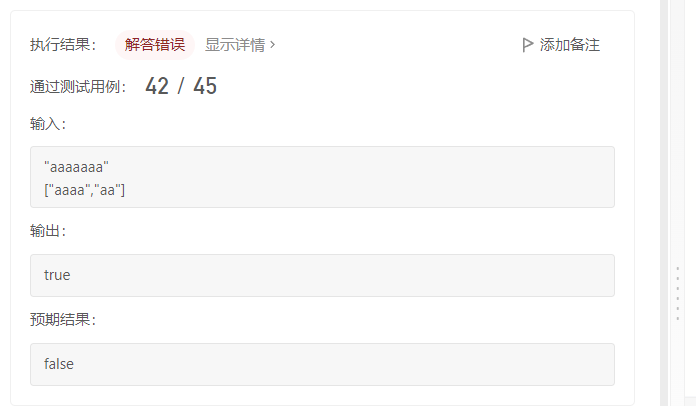 执行结果： 解答错误 显示详情 › 添加备注
通过测试用例： 42 / 45
输入：
"aaaaaaa"
["aaaa","aa"]
输出：
true
预期结果：
false